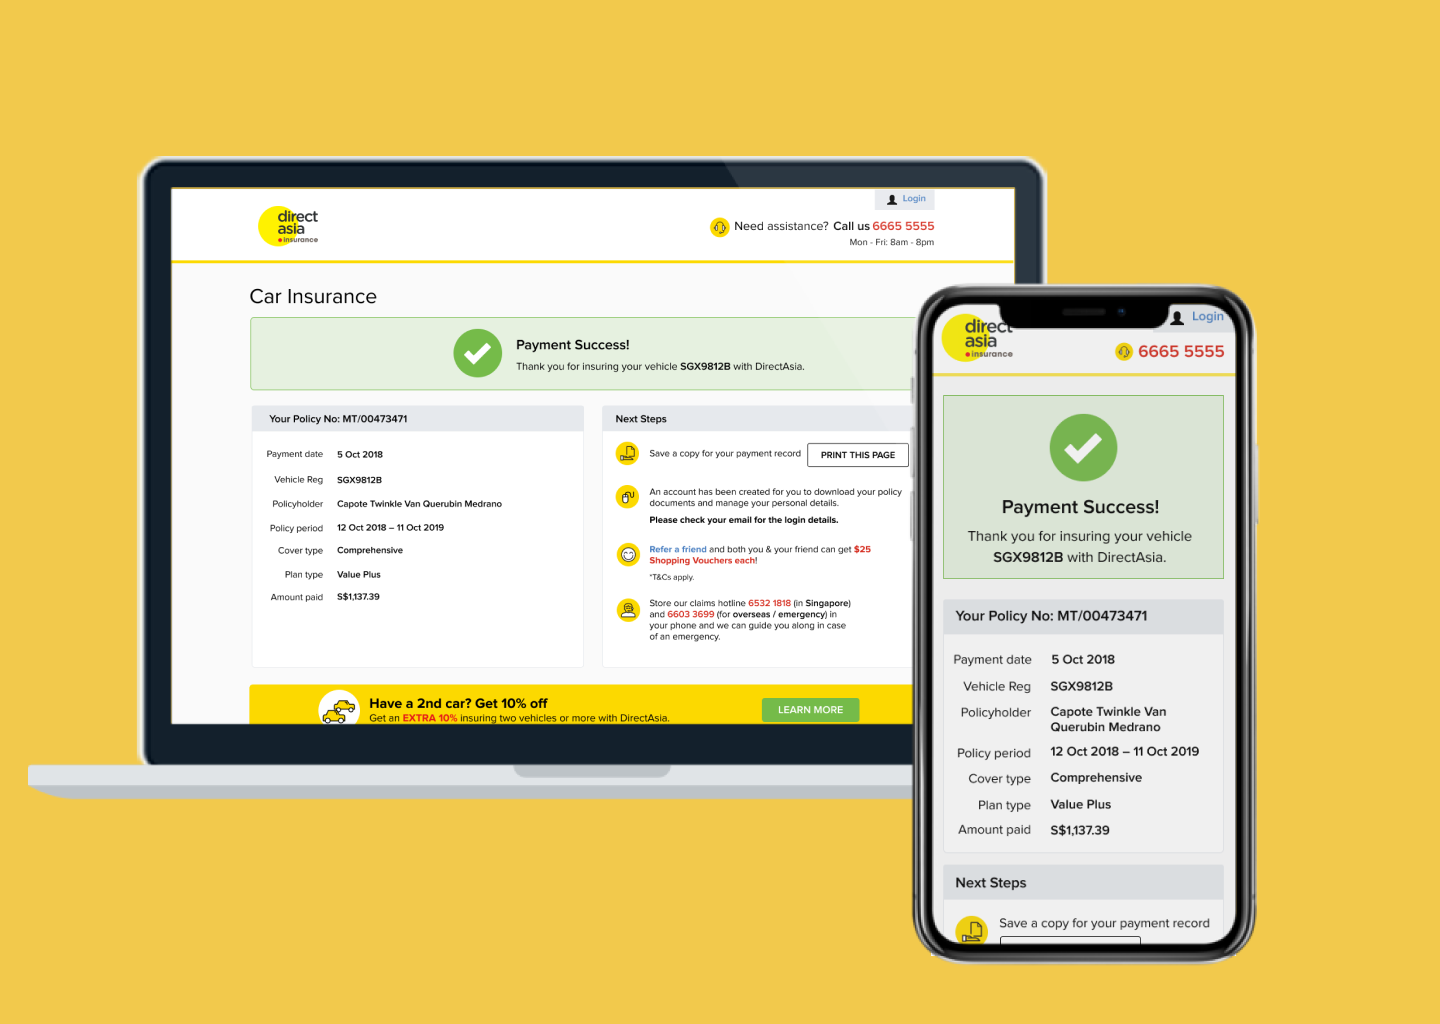 direct
asia
insurance
Login
Need assistance? Call us 6665 5555
Mon - Fri: 8am - 8pm
Car Insurance
Payment Success!
Thank you for insuring your vehicle SGX9812B with DirectAsia.
Your Policy No: MT/00473471
Payment date 5 Oct 2018
Vehicle Reg SGX9812B
Policyholder Capote Twinkle Van Querubin Medrano
Policy period 12 Oct 2018 – 11 Oct 2019
Cover type Comprehensive
Plan type Value Plus
Amount paid S$1,137.39
Next Steps
Save a copy for your payment record PRINT THIS PAGE
An account has been created for you to download your policy
documents and manage your personal details.
Please check your email for the login details.
Refer a friend and both you & your friend can get $25
Shopping Vouchers each!
*T&Cs apply.
Store our claims hotline 6532 1818 (in Singapore)
and 6603 3699 (for overseas / emergency) in
your phone and we can guide you along in case
of an emergency.
Have a 2nd car? Get 10% off
Get an EXTRA 10% insuring two vehicles or more with DirectAsia.
LEARN MORE
direct
asia
insurance
Login
6665 5555
Payment Success!
Thank you for insuring your vehicle
SGX9812B with DirectAsia.
Your Policy No: MT/00473471
Payment date 5 Oct 2018
Vehicle Reg SGX9812B
Policyholder Capote Twinkle Van
Querubin Medrano
Policy period 12 Oct 2018 – 11 Oct 2019
Cover type Comprehensive
Plan type Value Plus
Amount paid S$1,137.39
Next Steps
Save a copy for your payment record